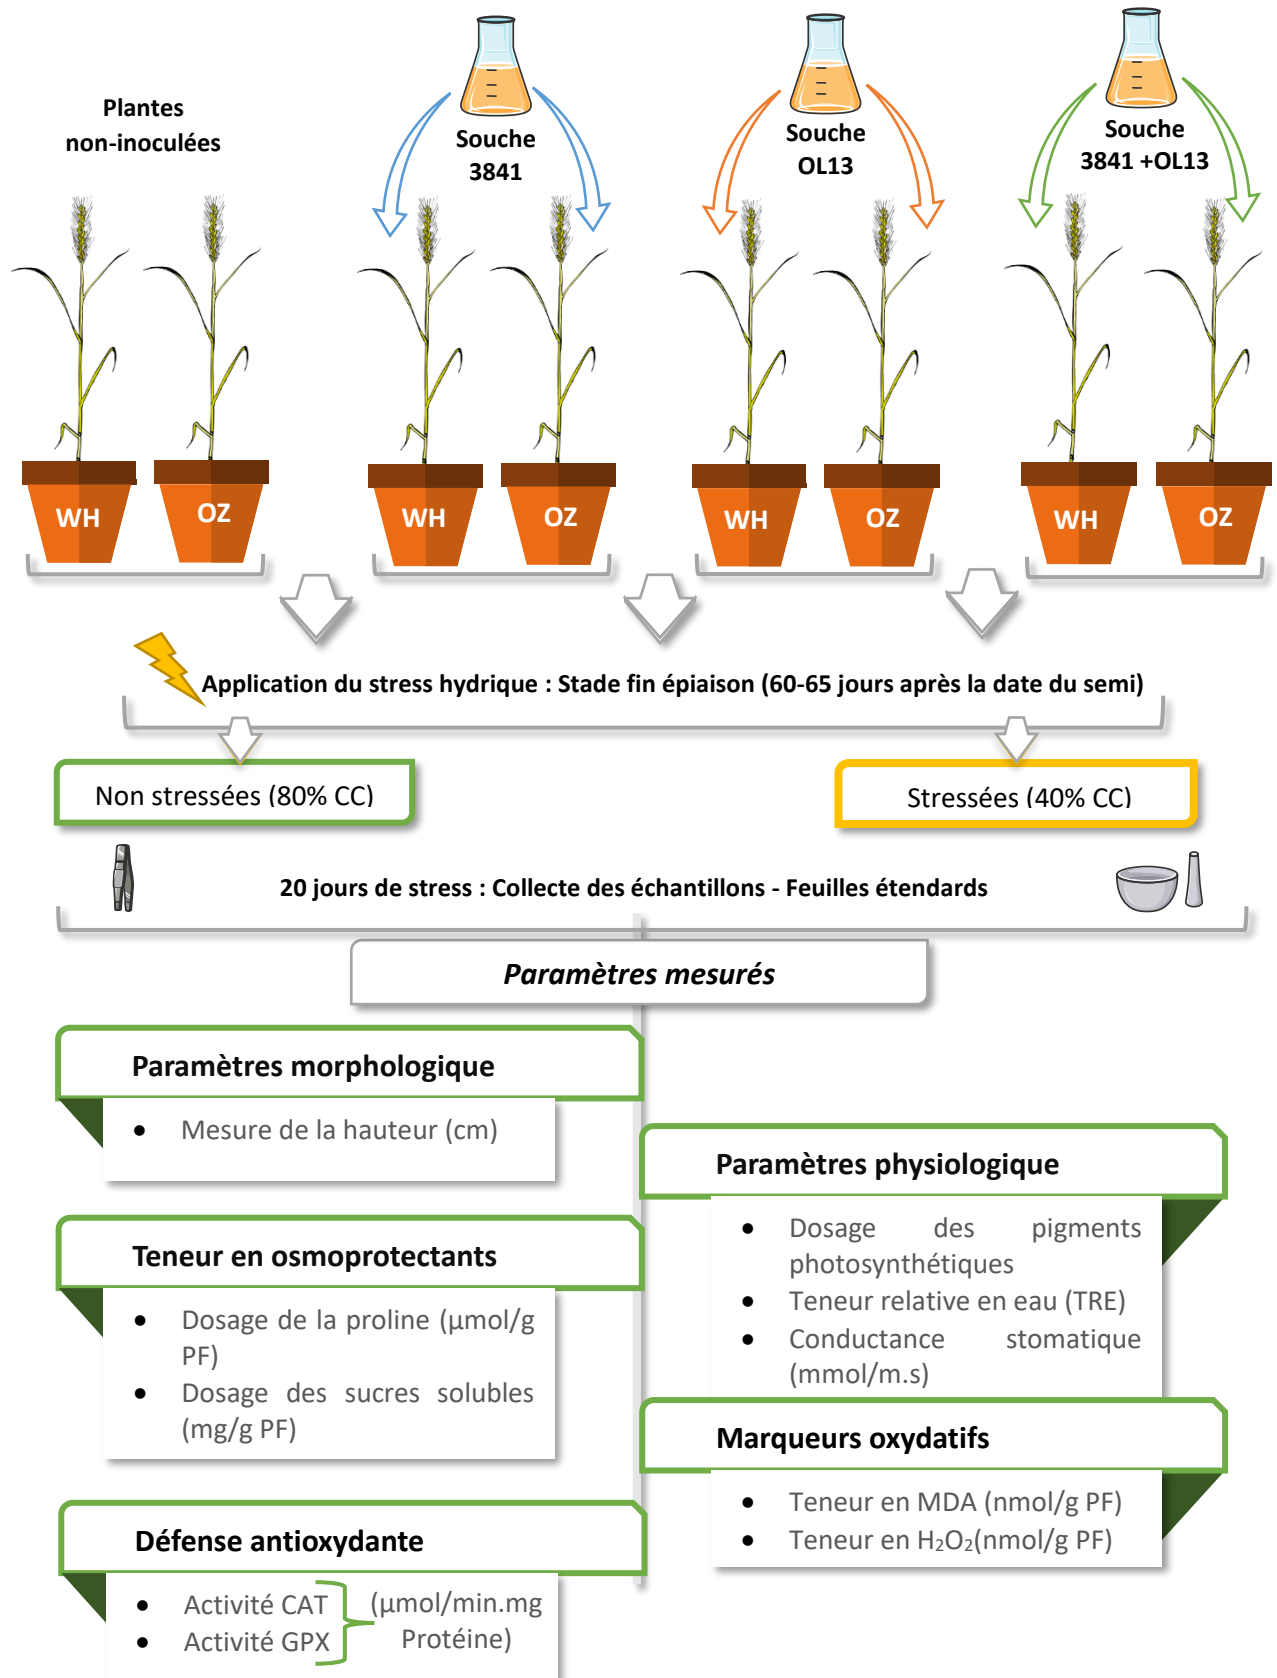 Plantes
non-inoculées
Souche
3841
Souche
OL13
Souche
3841 +OL13
WH
OZ
WH
OZ
WH
OZ
WH
OZ
Application du stress hydrique : Stade fin épiaison (60-65 jours après la date du semi)
Non stressées (80% CC)
Stressées (40% CC)
20 jours de stress : Collecte des échantillons - Feuilles étendards
Paramètres mesurés
Paramètres morphologique
• Mesure de la hauteur (cm)
Paramètres physiologique
• Dosage des pigments
photosynthétiques
• Teneur relative en eau (TRE)
• Conductance stomatique
(mmol/m.s)
Teneur en osmoprotectants
• Dosage de la proline (µmol/g
PF)
• Dosage des sucres solubles
(mg/g PF)
Marqueurs oxydatifs
• Teneur en MDA (nmol/g PF)
• Teneur en H₂O₂(nmol/g PF)
Défense antioxydante
• Activité CAT
• Activité GPX
(µmol/min.mg
Protéine)